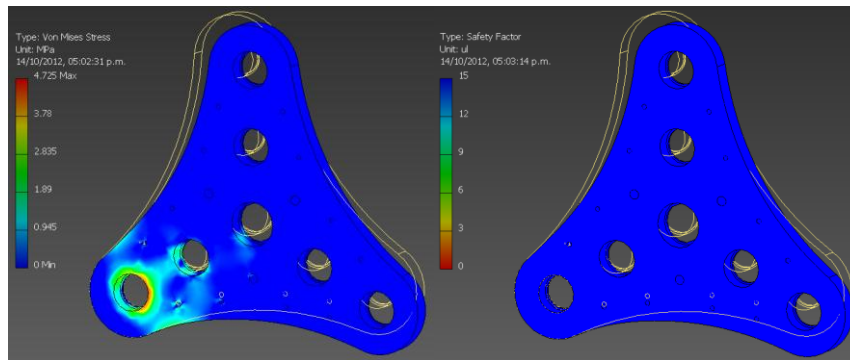 Type: Von Mises Stress
Unit: MPa
14/10/2012, 05:02:31 p.m.
4.725 Max
3.78
2.835
1.89
0.945
0 Min
Type: Safety Factor
Unit: ul
14/10/2012, 05:03:14 p.m.
15
12
9
6
3
0